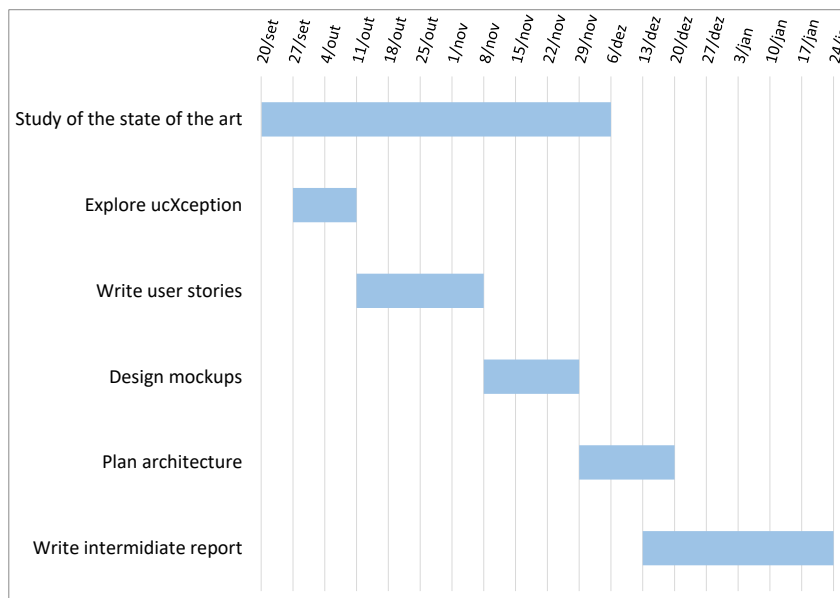 20/set
27/set
4/out
11/out
18/out
25/out
1/nov
8/nov
15/nov
22/nov
29/nov
6/dez
13/dez
20/dez
27/dez
3/jan
10/jan
17/jan
Study of the state of the art
Explore ucXception
Write user stories
Design mockups
Plan architecture
Write intermidiate report